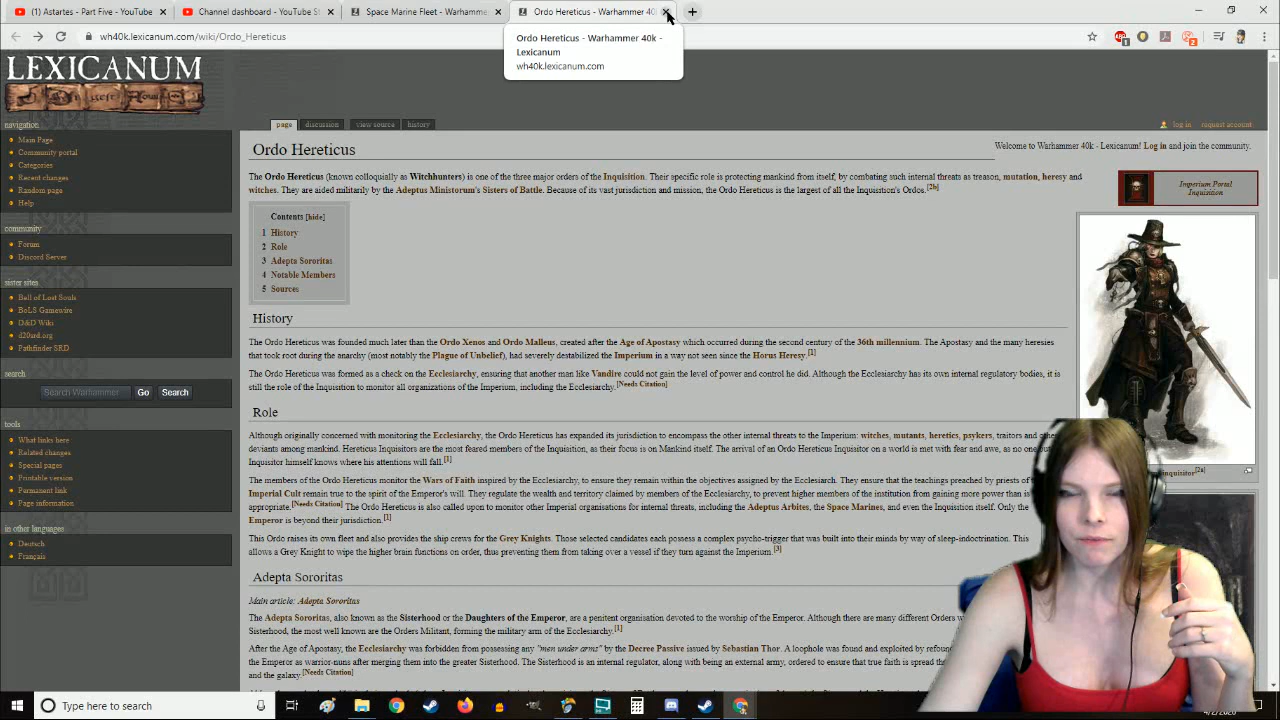 (1) Astartes - Part Five - YouTube
Channel dashboard - YouTube St
Space Marine Fleet - Warhamme
Ordo Hereticus - Warhammer 40
wh40k.lexicanum.com/wiki/Ordo_Hereticus
Ordo Hereticus - Warhammer 40k -
Lexicanum
wh40k.lexicanum.com
LEXICANUM
page
discussion
view source
history
log in
request account
navigation
Main Page
Community portal
Categories
Recent changes
Random page
Help
community
Forum
Discord Server
sister sites
Bell of Lost Souls
BoLS Gamewire
D&D Wiki
d20srd.org
Pathfinder SRD
search
Search Warhammer
Go
Search
tools
What links here
Related changes
Special pages
Printable version
Permanent link
Page information
in other languages
Deutsch
Français
Ordo Hereticus
Welcome to Warhammer 40k - Lexicanum! Log in and join the community.
The Ordo Hereticus (known colloquially as Witchhunters) is one of the three major orders of the Inquisition. Their specific role is protecting mankind from itself, by combating such internal threats as treason, mutation, heresy and
witches. They are aided militarily by the Adeptus Ministorum's Sisters of Battle. Because of its vast jurisdiction and mission, the Ordo Hereticus is the largest of all the Inquisition's Ordos.[2b]
Imperium Portal
Inquisition
Contents [hide]
1 History
2 Role
3 Adepta Sororitas
4 Notable Members
5 Sources
History
The Ordo Hereticus was founded much later than the Ordo Xenos and Ordo Malleus, created after the Age of Apostasy which occurred during the second century of the 36th millennium. The Apostasy and the many heresies
that took root during the anarchy (most notably the Plague of Unbelief), had severely destabilized the Imperium in a way not seen since the Horus Heresy.[1]
The Ordo Hereticus was formed as a check on the Ecclesiarchy, ensuring that another man like Vandire could not gain the level of power and control he did. Although the Ecclesiarchy has its own internal regulatory bodies, it is
still the role of the Inquisition to monitor all organizations of the Imperium, including the Ecclesiarchy.[Needs Citation]
Role
Although originally concerned with monitoring the Ecclesiarchy, the Ordo Hereticus has expanded its jurisdiction to encompass the other internal threats to the Imperium: witches, mutants, heretics, psykers, traitors and other
deviants among mankind. Hereticus Inquisitors are the most feared members of the Inquisition, as their focus is on Mankind itself. The arrival of an Ordo Hereticus Inquisitor on a world is met with fear and awe, as no one but
Inquisitor himself knows where his attentions will fall.[1]
inquisitor[2a]
The members of the Ordo Hereticus monitor the Wars of Faith inspired by the Ecclesiarchy, to ensure they remain within the objectives assigned by the Ecclesiarch. They ensure that the teachings preached by priests of
Imperial Cult remain true to the spirit of the Emperor's will. They regulate the wealth and territory claimed by members of the Ecclesiarchy, to prevent higher members of the institution from gaining more power than is
appropriate.[Needs Citation] The Ordo Hereticus is also called upon to monitor other Imperial organisations for internal threats, including the Adeptus Arbites, the Space Marines, and even the Inquisition itself. Only the
Emperor is beyond their jurisdiction.[1]
This Ordo raises its own fleet and also provides the ship crews for the Grey Knights. Those selected candidates each possess a complex psycho-trigger that was built into their minds by way of sleep-indoctrination. This
allows a Grey Knight to wipe the higher brain functions on order, thus preventing them from taking over a vessel if they turn against the Imperium.[3]
Adepta Sororitas
Main article: Adepta Sororitas
The Adepta Sororitas, also known as the Sisterhood or the Daughters of the Emperor, are a penitent organisation devoted to the worship of the Emperor. Although there are many different Orders
Sisterhood, the most well known are the Orders Militant, forming the military arm of the Ecclesiarchy.[1]
After the Age of Apostasy, the Ecclesiarchy was forbidden from possessing any "men under arms" by the Decree Passive issued by Sebastian Thor. A loophole was found and exploited by
the Emperor as warrior-nuns after merging them into the greater Sisterhood. The Sisterhood is an internal regulator, along with being an external army, ordered to ensure that true faith is spread
and the galaxy.[Needs Citation]
Type here to search